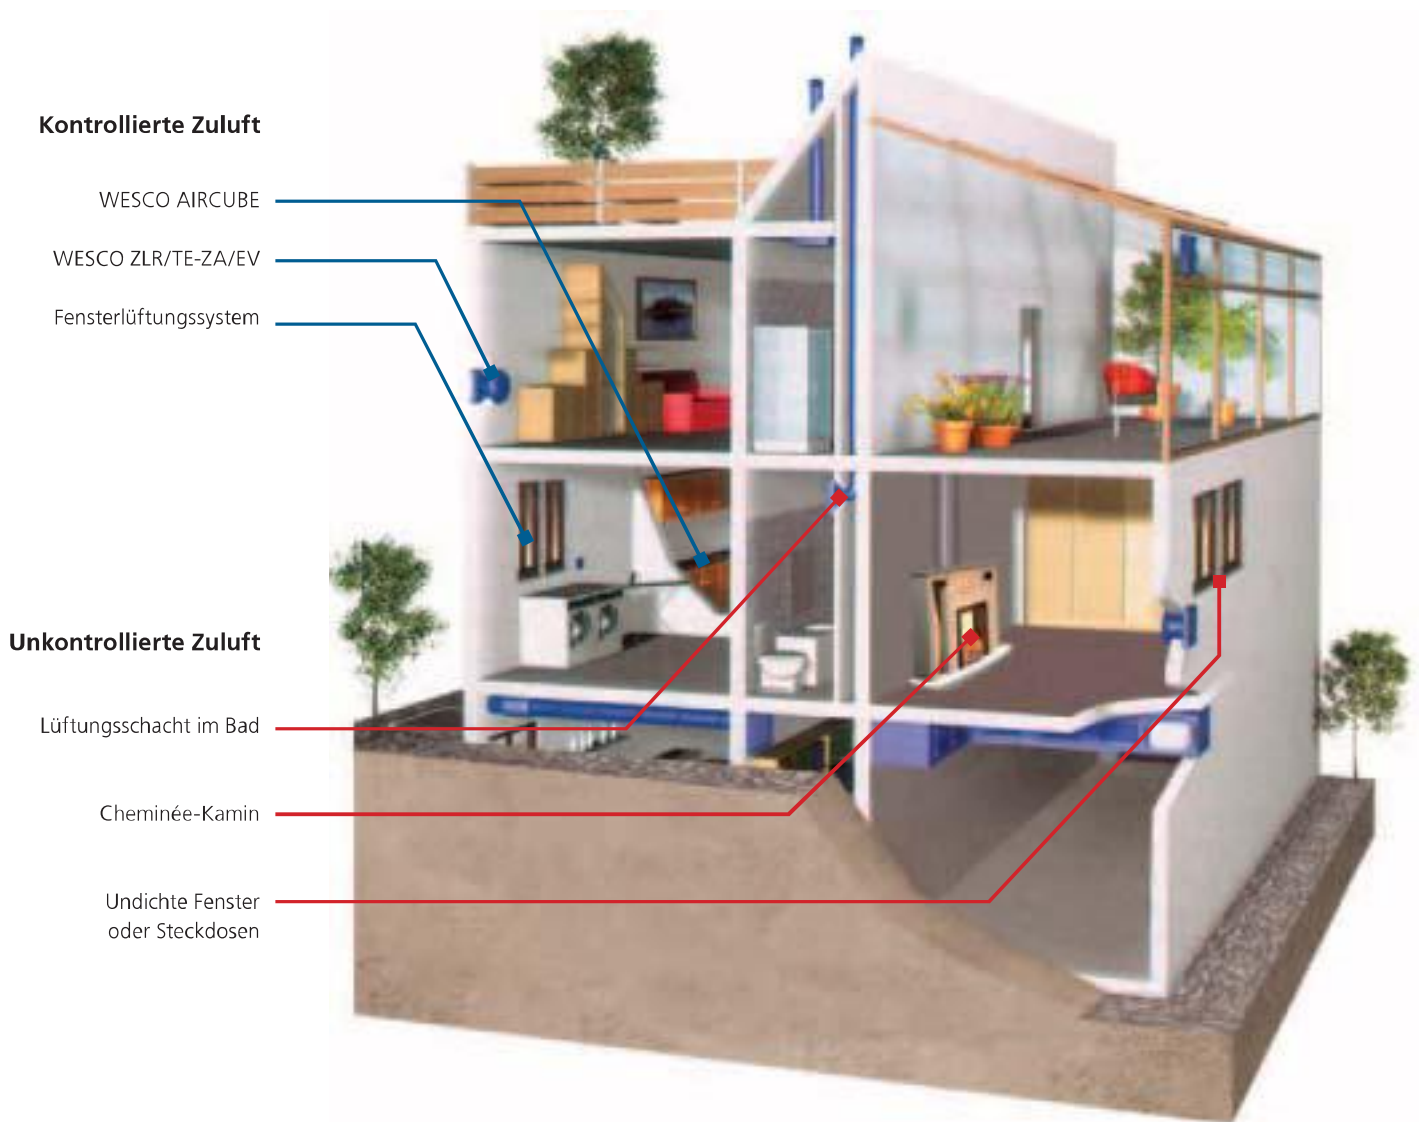 Kontrollierte Zuluft
WESCO AIRCUBE
WESCO ZLR/TE-ZA/EV
Fensterlüftungssystem
Unkontrollierte Zuluft
Lüftungsschacht im Bad
Cheminée-Kamin
Undichte Fenster
oder Steckdosen